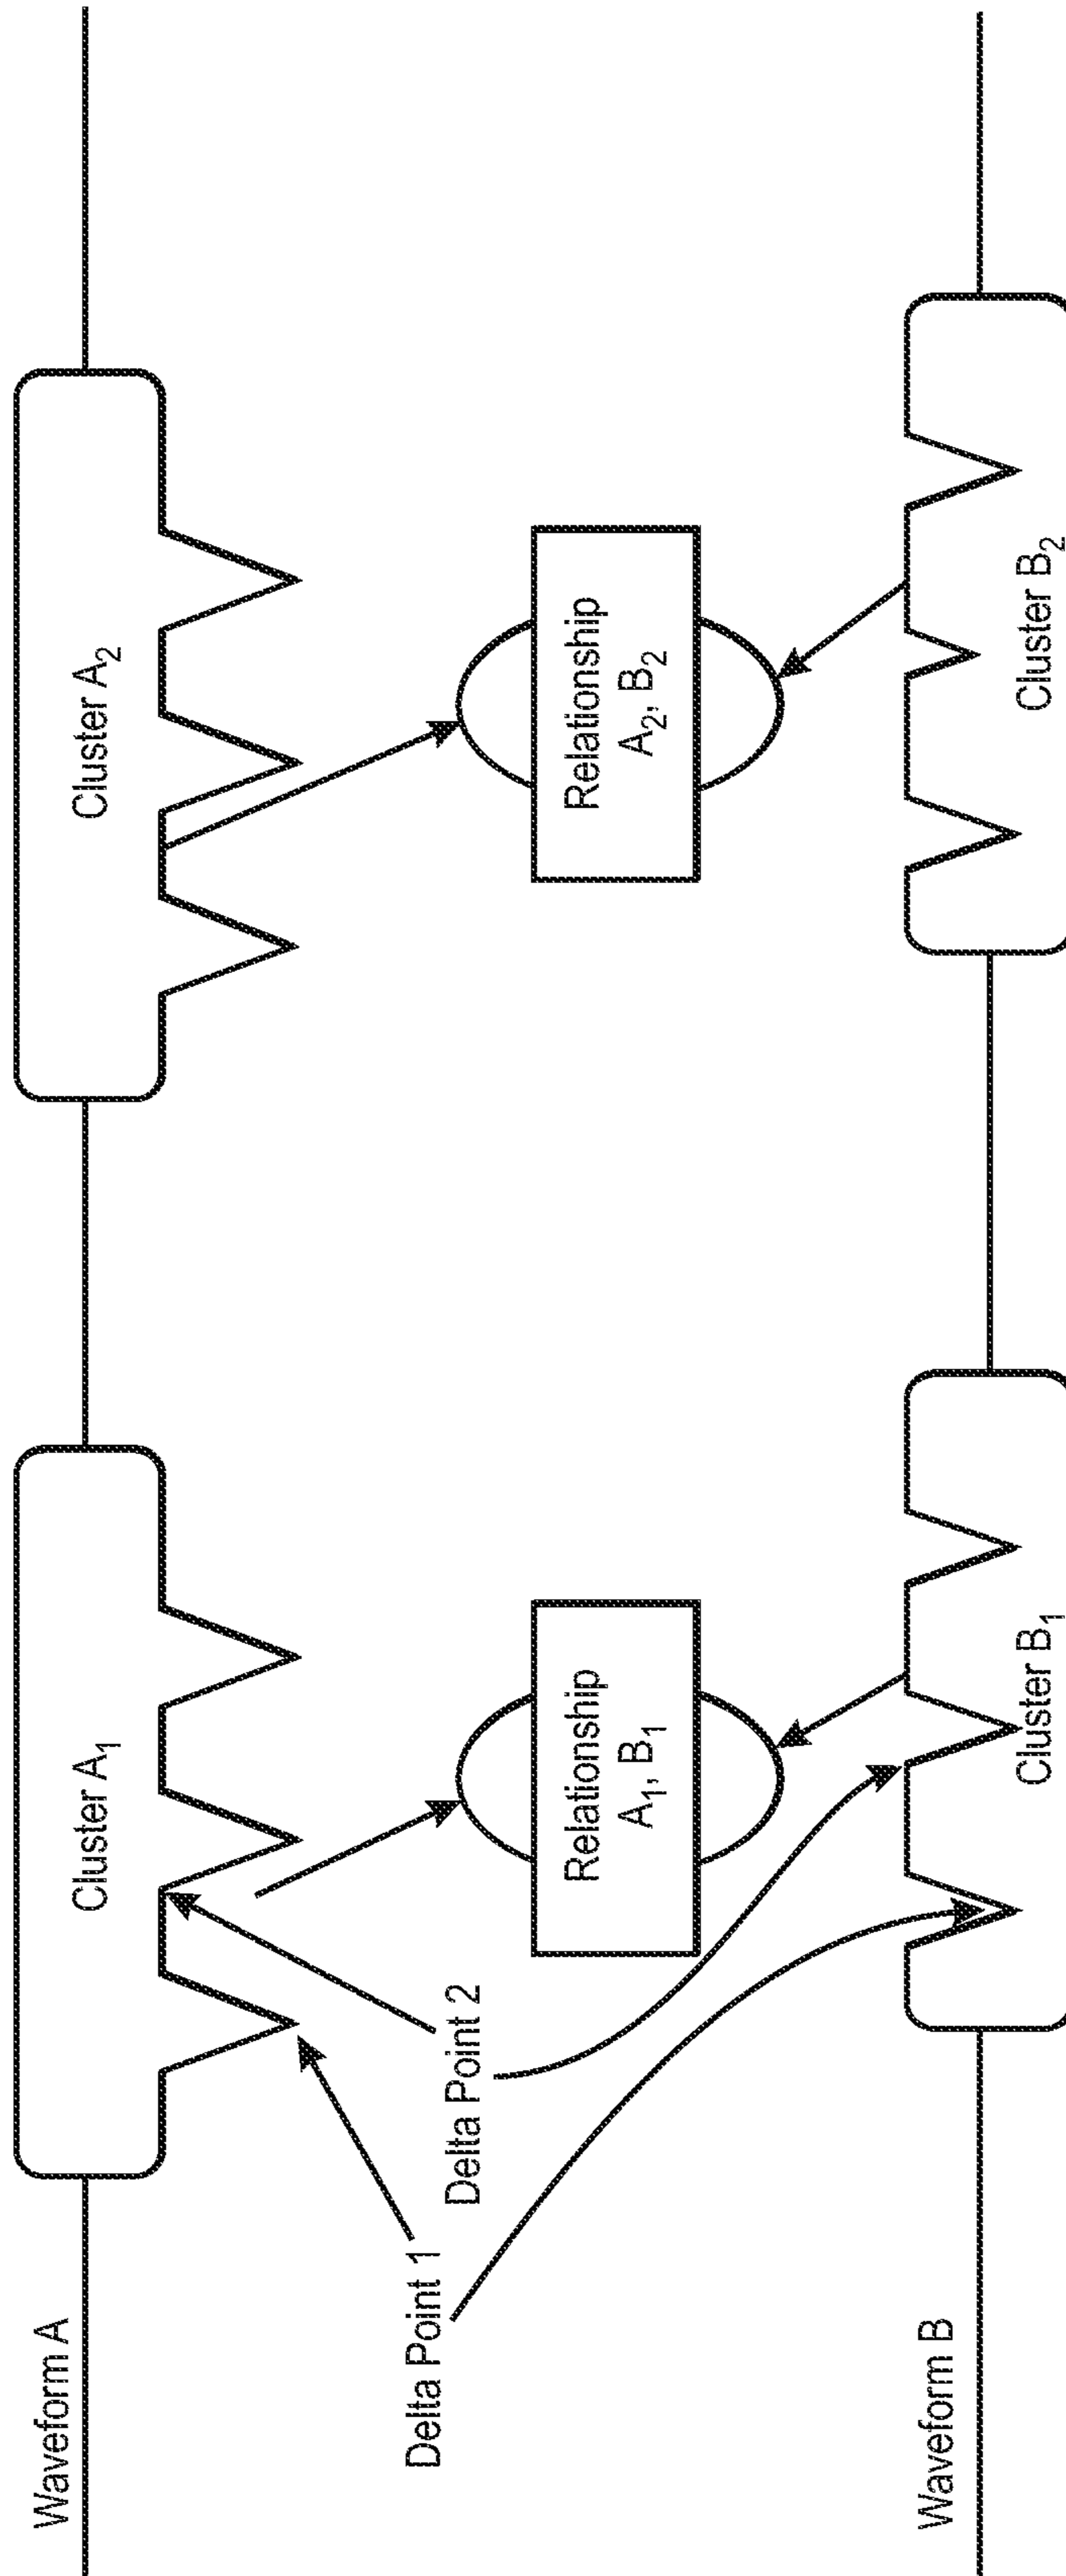 Waveform A
Cluster A₁
Cluster A₂
Delta Point 1
Delta Point 2
Relationship
A₁, B₁
Relationship
A₂, B₂
Waveform B
Cluster B₁
Cluster B₂